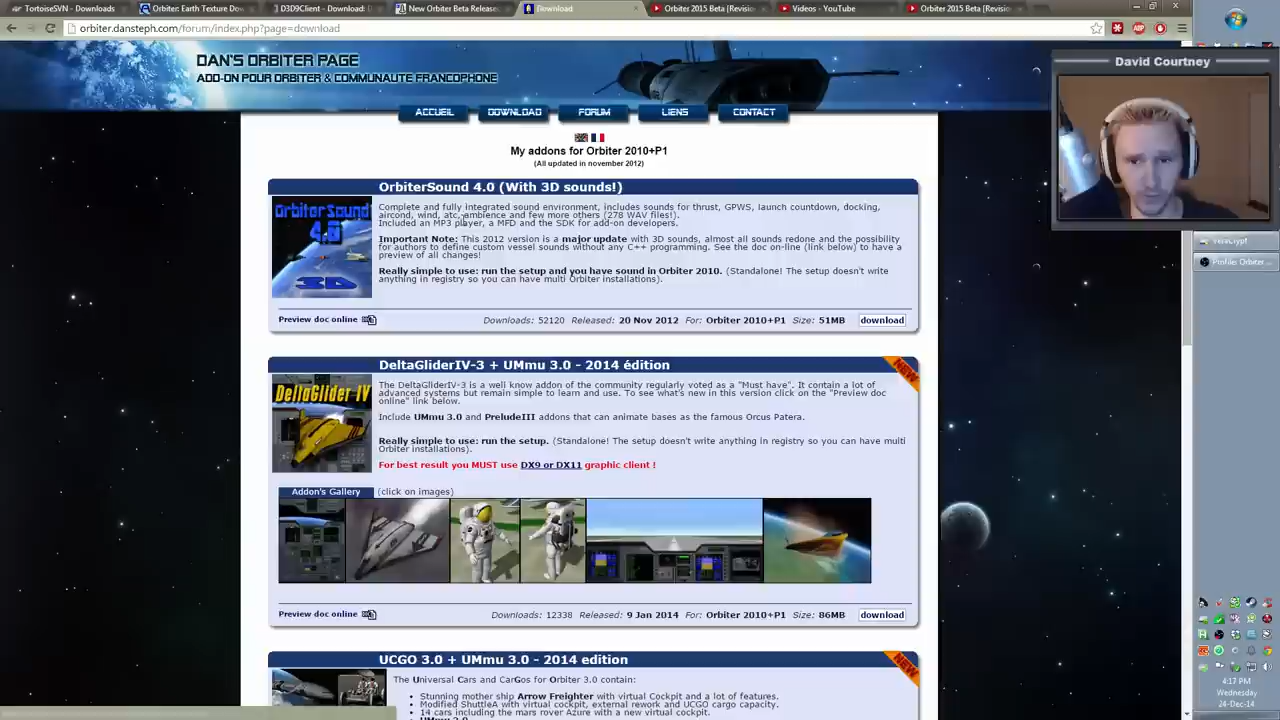 TortoiseSVN - Downloads
Orbiter: Earth Texture Dow
D3D9Client - Download: D
New Orbiter Beta Release
Download
Orbiter 2015 Beta [Revisio
Videos - YouTube
Orbiter 2015 Beta [Revisio
orbiter.dansteph.com/forum/index.php?page=download
DAN'S ORBITER PAGE
ADD-ON POUR ORBITER & COMMUNAUTE FRANCOPHONE
David Courtney
ACCUEIL DOWNLOAD FORUM LIENS CONTACT
My addons for Orbiter 2010+P1
(All updated in november 2012)
OrbiterSound 4.0 (With 3D sounds!)
OrbiterSound
4.0
3D
Complete and fully integrated sound environment, includes sounds for thrust, GPWS, launch countdown, docking,
aircond, wind, atc, ambience and few more others (278 WAV files!).
Included an MP3 player, a MFD and the SDK for add-on developers.
Important Note: This 2012 version is a major update with 3D sounds, almost all sounds redone and the possibility
for authors to define custom vessel sounds without any C++ programming. See the doc on-line (link below) to have a
preview of all changes!
Really simple to use: run the setup and you have sound in Orbiter 2010. (Standalone! The setup doesn't write
anything in registry so you can have multi Orbiter installations).
Preview doc online
Downloads: 52120 Released: 20 Nov 2012 For: Orbiter 2010+P1 Size: 51MB download
VeraCrypt
Profile: Orbiter ...
DeltaGliderIV-3 + UMmu 3.0 - 2014 édition
NEW
DeltaGlider IV
The DeltaGliderIV-3 is a well know addon of the community regularly voted as a "Must have". It contain a lot of
advanced systems but remain simple to learn and use. To see what's new in this version click on the "Preview doc
online" link below.
Include UMmu 3.0 and PreludeIII addons that can animate bases as the famous Orcus Patera.
Really simple to use: run the setup. (Standalone! The setup doesn't write anything in registry so you can have multi
Orbiter installations).
For best result you MUST use DX9 or DX11 graphic client !
Addon's Gallery (click on images)
Preview doc online
Downloads: 12338 Released: 9 Jan 2014 For: Orbiter 2010+P1 Size: 86MB download
UCGO 3.0 + UMmu 3.0 - 2014 edition
NEW
The Universal Cars and CarGos for Orbiter 3.0 contain:
Stunning mother ship Arrow Freighter with virtual Cockpit and a lot of features.
Modified ShuttleA with virtual cockpit, external rework and UCGO cargo capacity.
14 cars including the mars rover Azure with a new virtual cockpit.
UMmu 3.0
4:17 PM
Wednesday
24-Dec-14